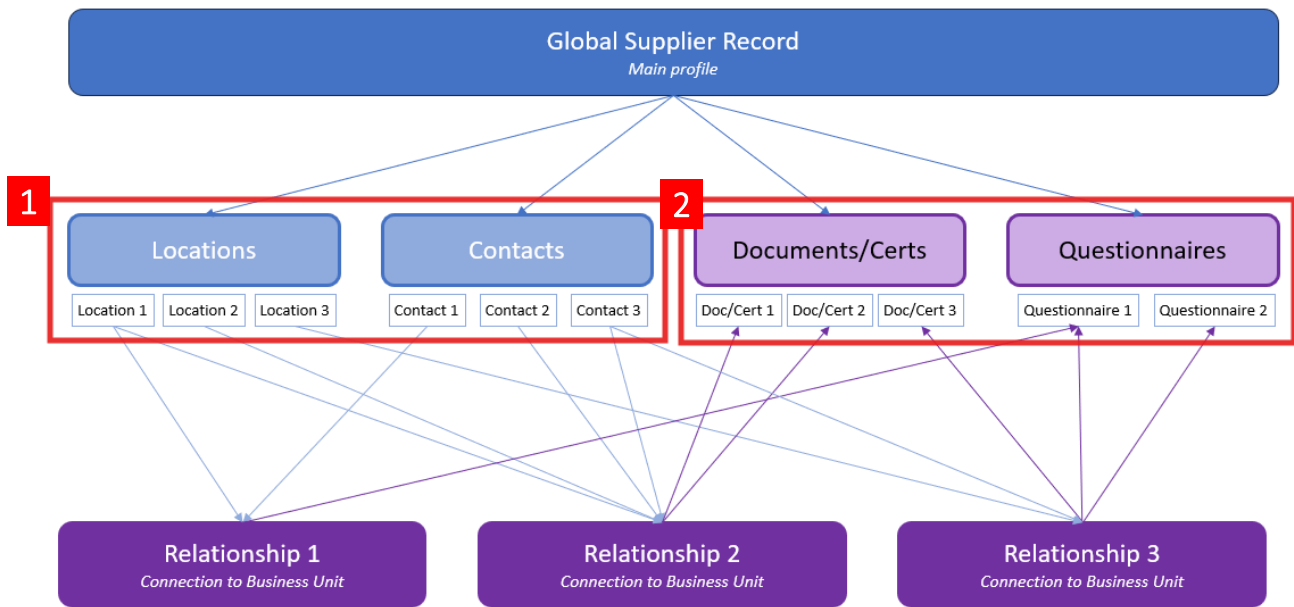 Global Supplier Record
Main profile
1
2
Locations
Contacts
Documents/Certs
Questionnaires
Location 1
Location 2
Location 3
Contact 1
Contact 2
Contact 3
Doc/Cert 1
Doc/Cert 2
Doc/Cert 3
Questionnaire 1
Questionnaire 2
Relationship 1
Connection to Business Unit
Relationship 2
Connection to Business Unit
Relationship 3
Connection to Business Unit